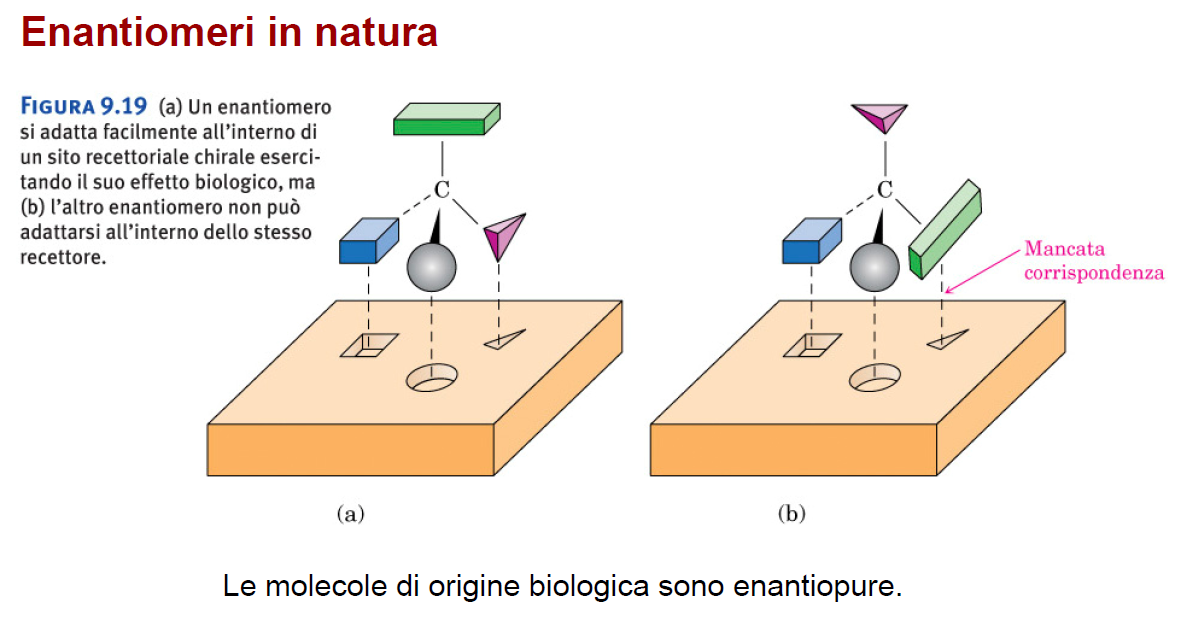 Enantiomeri in natura
FIGURA 9.19 (a) Un enantiomero
si adatta facilmente all'interno di
un sito recettoriale chirale eserci-
tando il suo effetto biologico, ma
(b) l'altro enantiomero non può
adattarsi all'interno dello stesso
recettore.
C
C
Mancata
corrispondenza
(a)
(b)
Le molecole di origine biologica sono enantiopure.